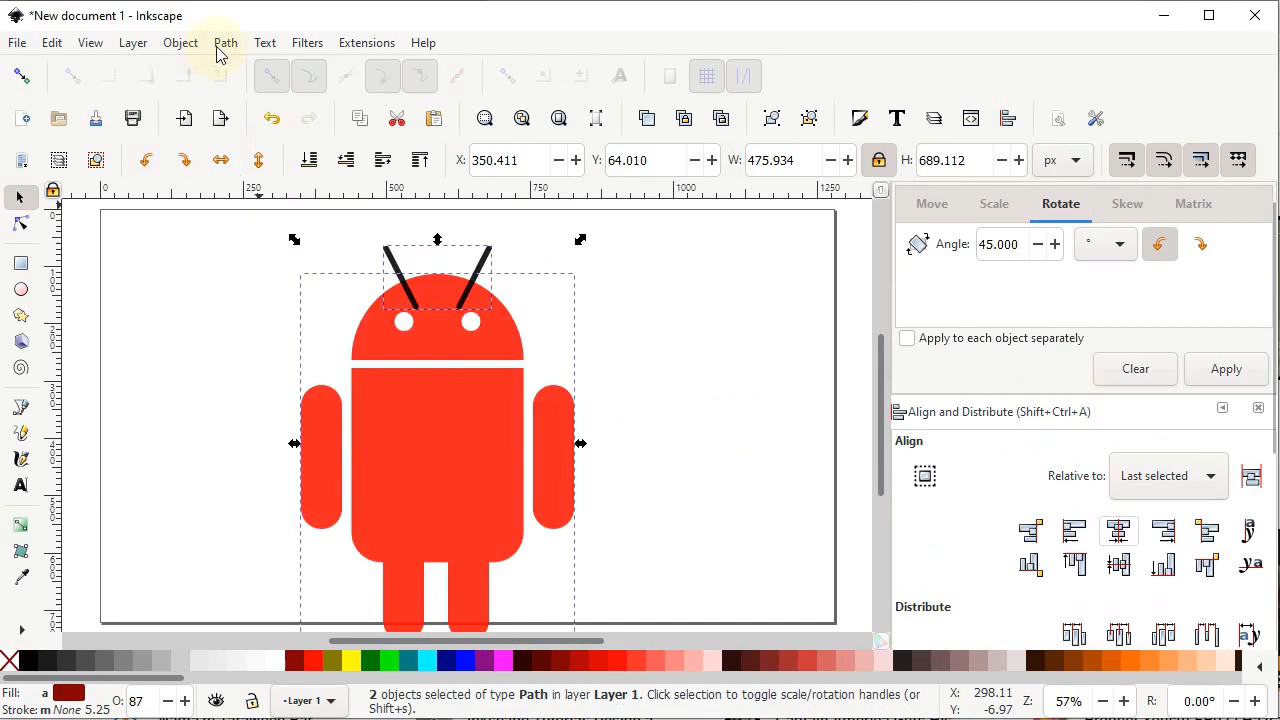 *New document 1 - Inkscape
File Edit View Layer Object Path Text Filters Extensions Help
X: 350.411 Y: 64.010 W: 475.934 H: 689.112 px
0 250 500 750 1000 1250
Move Scale Rotate Skew Matrix
Angle: 45.000 °
Apply to each object separately
Clear Apply
Align and Distribute (Shift+Ctrl+A)
Align
Relative to: Last selected
Distribute
Fill: a O: 87 Layer 1 2 objects selected of type Path in layer Layer 1. Click selection to toggle scale/rotation handles (or Shift+s). X: 298.11 Z: 57% R: 0.00°
Stroke: m None 5.25 Y: -6.97